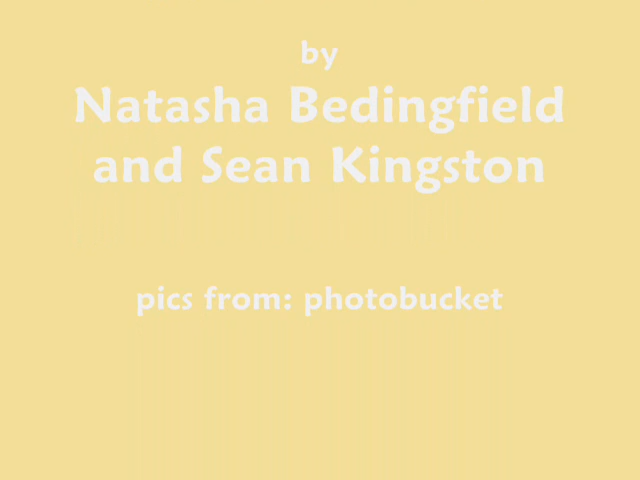 by
Natasha Bedingfield
and Sean Kingston
pics from: photobucket